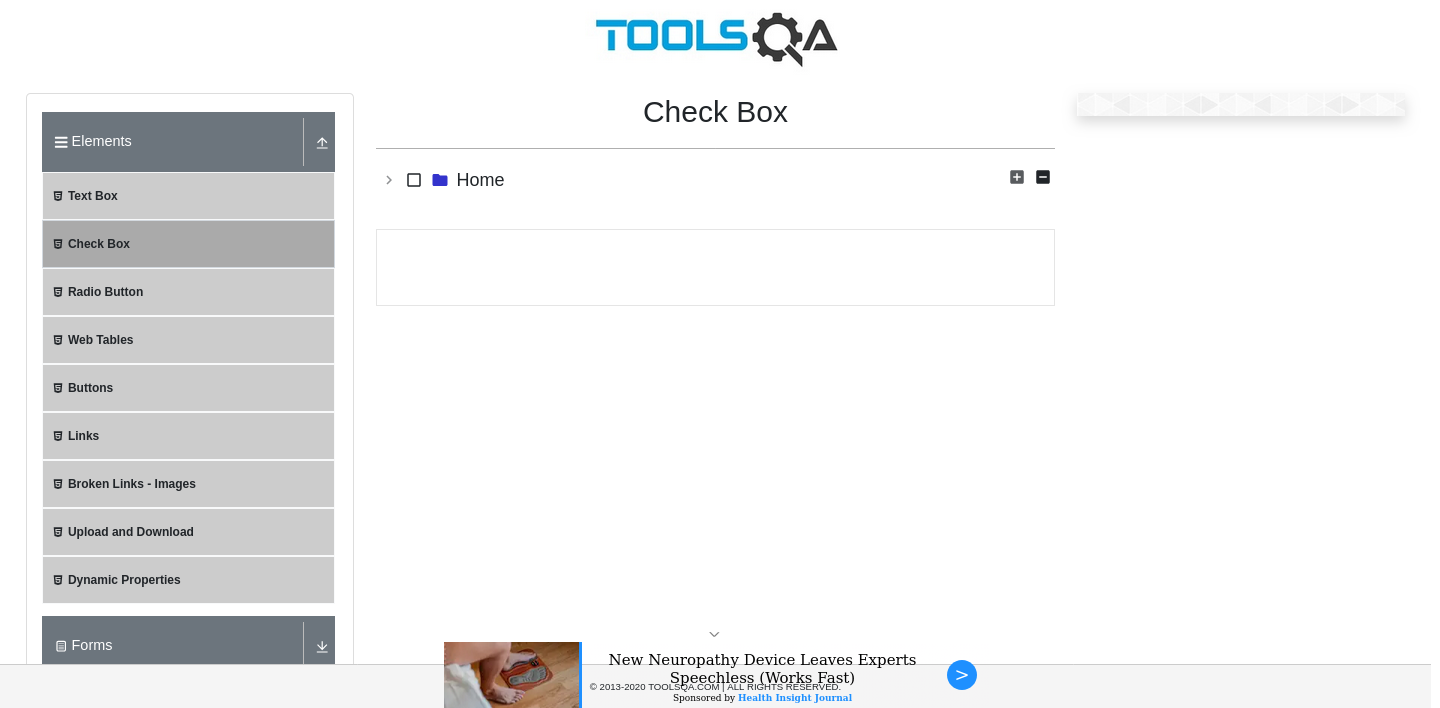 TOOLSQA
Check Box
Elements
Text Box
Check Box
Radio Button
Web Tables
Buttons
Links
Broken Links - Images
Upload and Download
Dynamic Properties
Forms
Home
New Neuropathy Device Leaves Experts
Speechless (Works Fast)
© 2013-2020 TOOLSQA.COM | ALL RIGHTS RESERVED.
Sponsored by Health Insight Journal
>